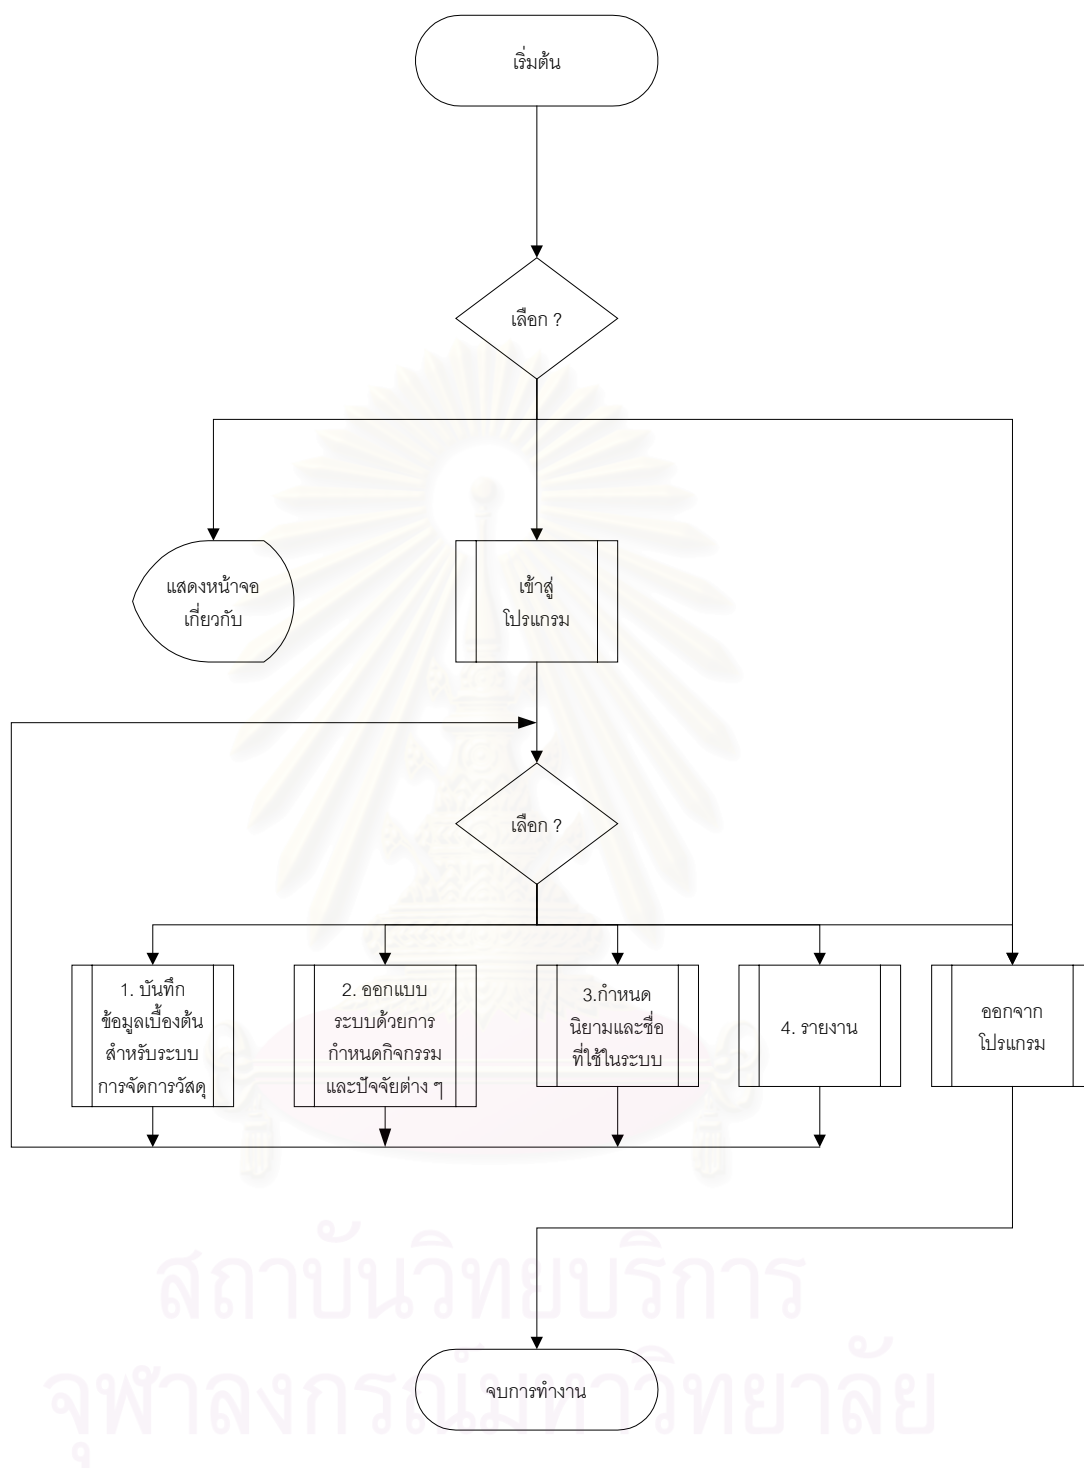 เริ่มต้น
เลือก ?
แสดงหน้าจอ
เกี่ยวกับ
เข้าสู่
โปรแกรม
เลือก ?
1. บันทึก
ข้อมูลเบื้องต้น
สำหรับระบบ
การจัดการวัสดุ
2. ออกแบบ
ระบบด้วยการ
กำหนดกิจกรรม
และปัจจัยต่าง ๆ
3.กำหนด
นิยามและชื่อ
ที่ใช้ในระบบ
4. รายงาน
ออกจาก
โปรแกรม
สถาบันวิทยบริการ
จุฬาลงกรณ์มหาวิทยาลัย
จบการทำงาน